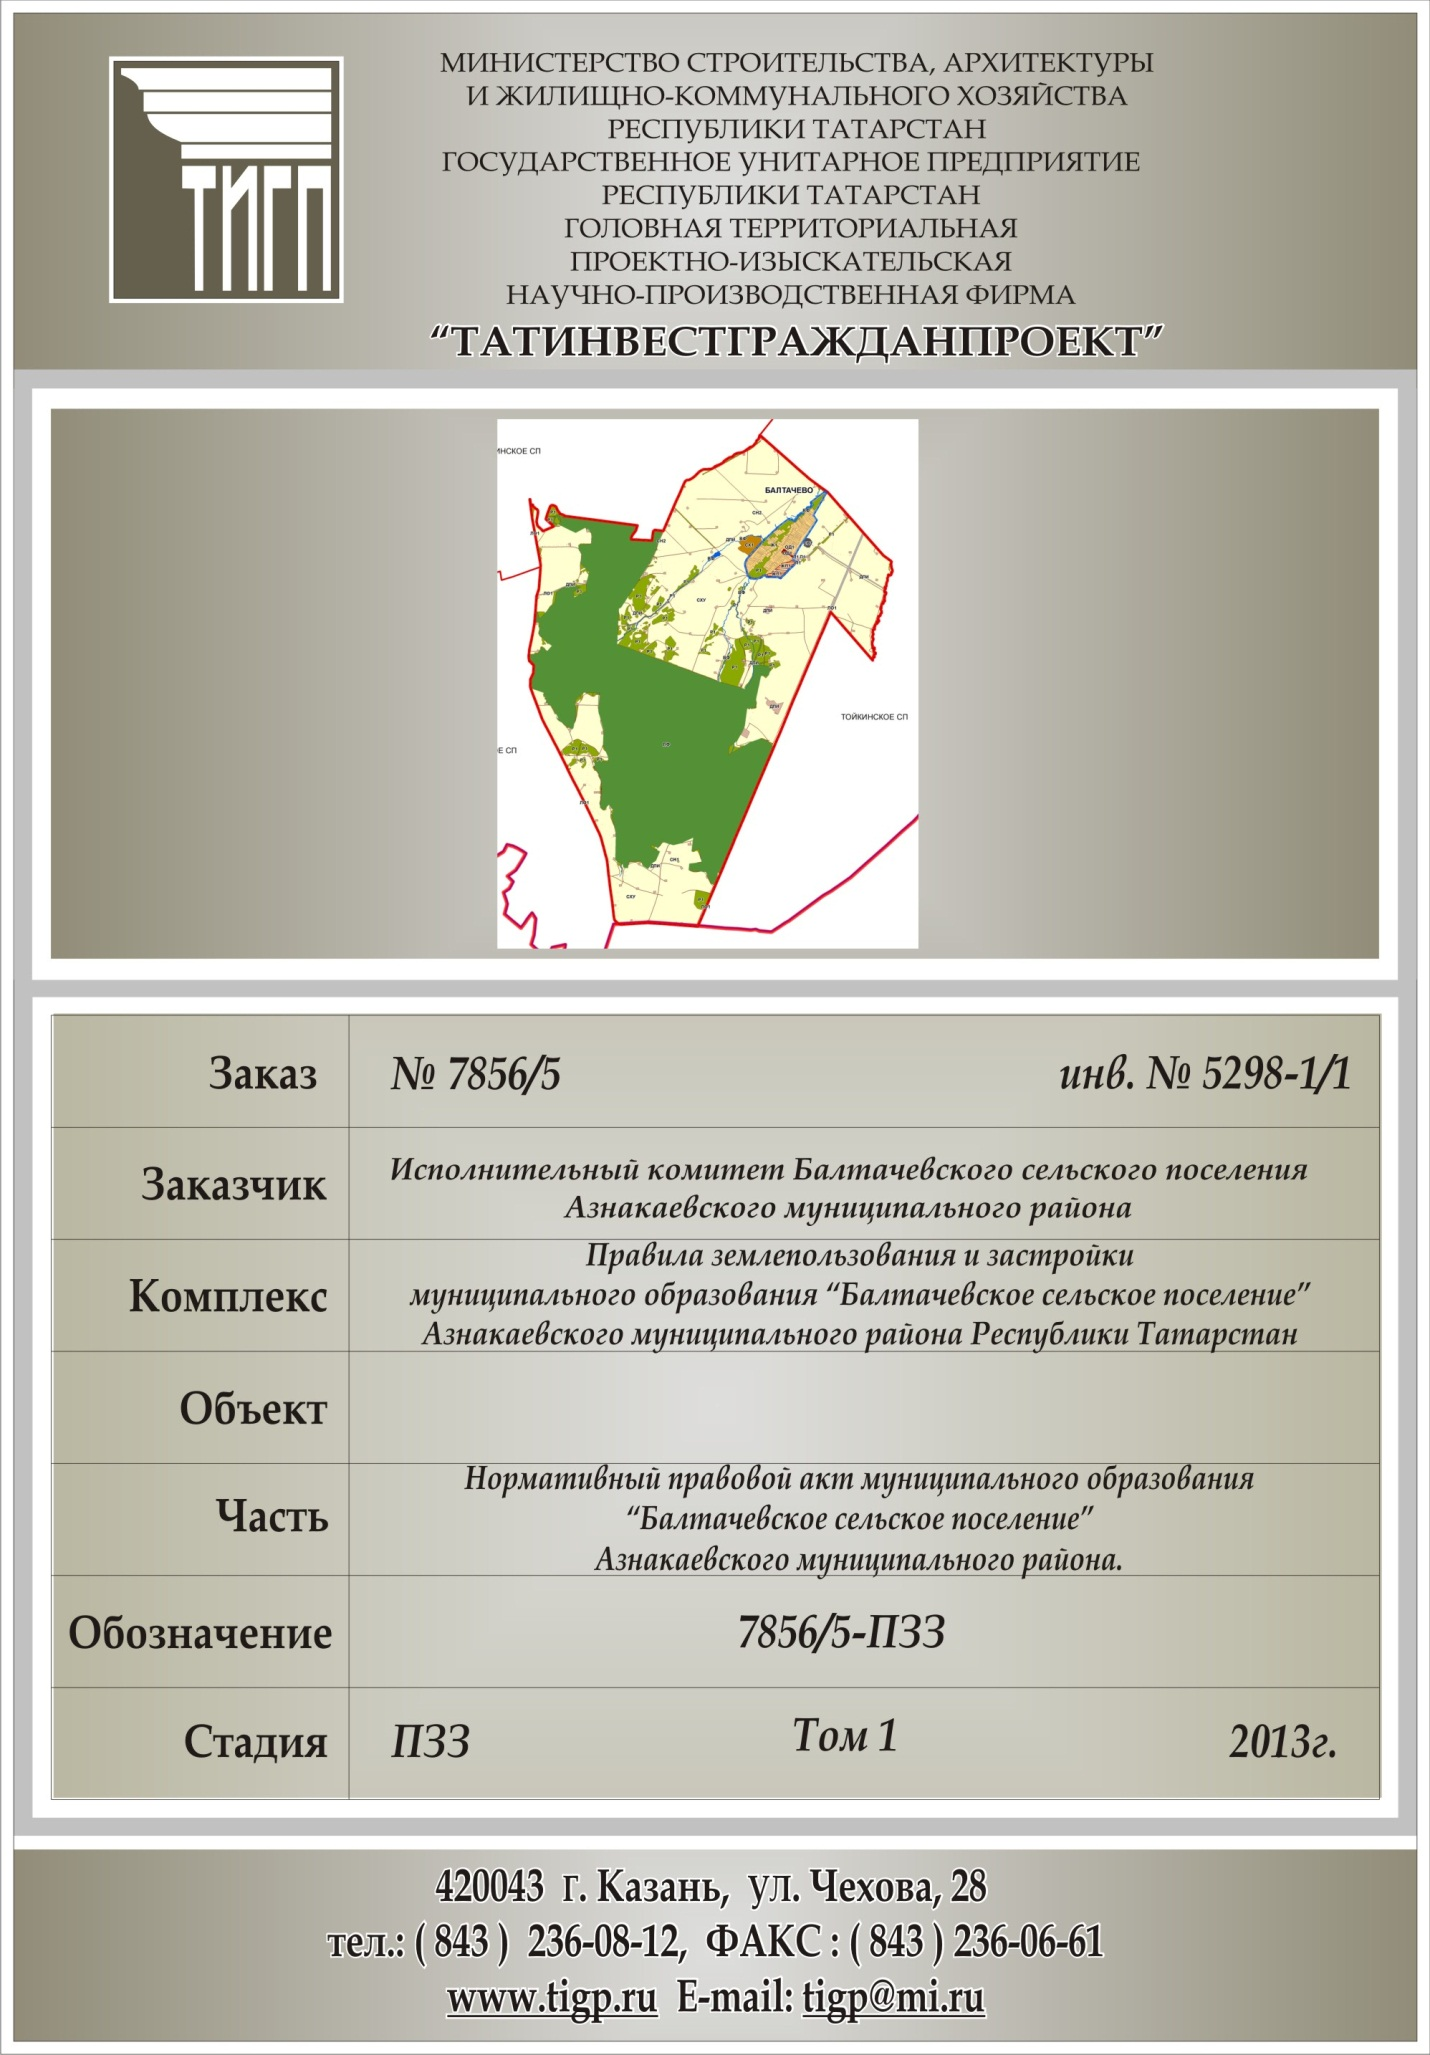 МИНИСТЕРСТВО СТРОИТЕЛЬСТВА, АРХИТЕКТУРЫ
И ЖИЛИЩНО-КОММУНАЛЬНОГО ХОЗЯЙСТВА
РЕСПУБЛИКИ ТАТАРСТАН
ГОСУДАРСТВЕННОЕ УНИТАРНОЕ ПРЕДПРИЯТИЕ
РЕСПУБЛИКИ ТАТАРСТАН
ГОЛОВНАЯ ТЕРРИТОРИАЛЬНАЯ
ПРОЕКТНО-ИЗЫСКАТЕЛЬСКАЯ
НАУЧНО-ПРОИЗВОДСТВЕННАЯ ФИРМА
“ТАТИНВЕСТГРАЖДАНПРОЕКТ”
ТИГП
ИНСКОЕ СП
БАЛТАЧЕВО
ТОЙКИНСКОЕ СП
Е СП
СХУ
СХУ
Заказ № 7856/5 инв. № 5298-1/1
Заказчик
Исполнительный комитет Балтачевского сельского поселения
Азнакаевского муниципального района
Комплекс
Правила землепользования и застройки
муниципального образования “Балтачевское сельское поселение”
Азнакаевского муниципального района Республики Татарстан
Объект
Часть
Нормативный правовой акт муниципального образования
“Балтачевское сельское поселение”
Азнакаевского муниципального района.
Обозначение 7856/5-ПЗЗ
Стадия ПЗЗ Том 1 2013г.
420043 г. Казань, ул. Чехова, 28
тел.: ( 843 ) 236-08-12, ФАКС : ( 843 ) 236-06-61
www.tigp.ru E-mail: tigp@mi.ru